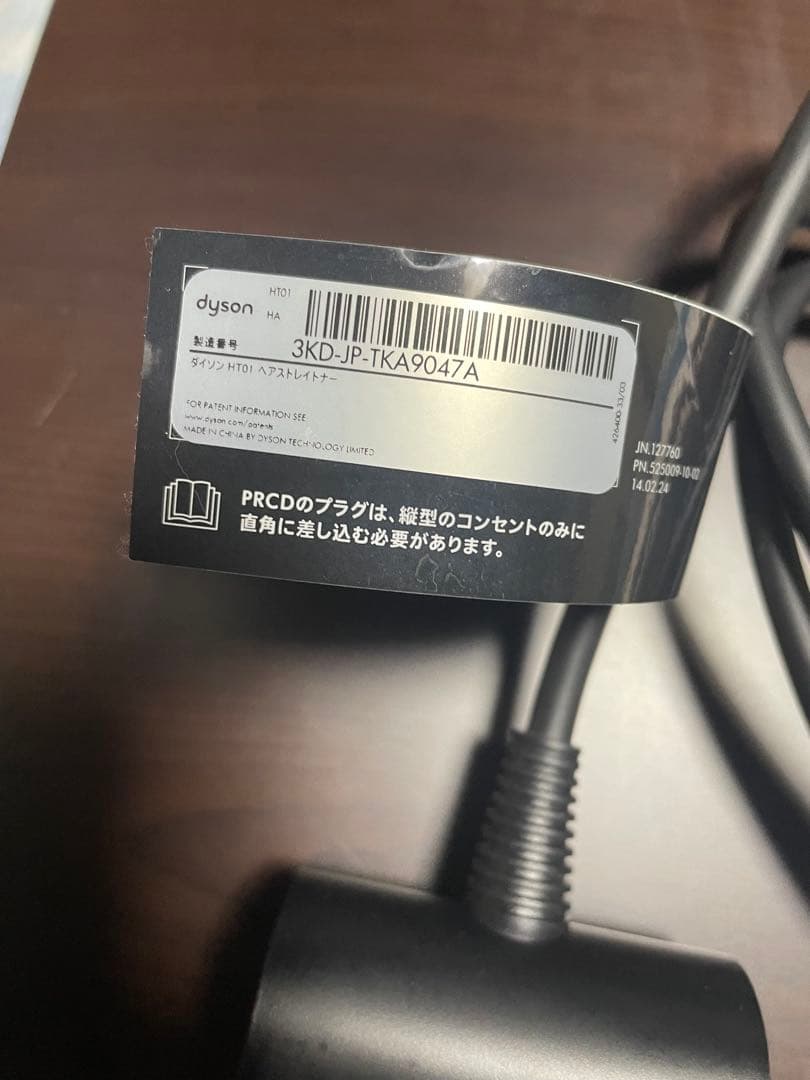 dyson
HT01
HA
製造番号
3KD-JP-TKA9047A
ダイソン HT01 ヘアストレイトナー
FOR PATENT INFORMATION SEE
www.dyson.com/patents
MADE IN CHINA BY DYSON TECHNOLOGY LIMITED
426400-33/03
JN.127760
PN.525009-10-02
14.02.24
PRCDのプラグは、縦型のコンセントのみに
直角に差し込む必要があります。